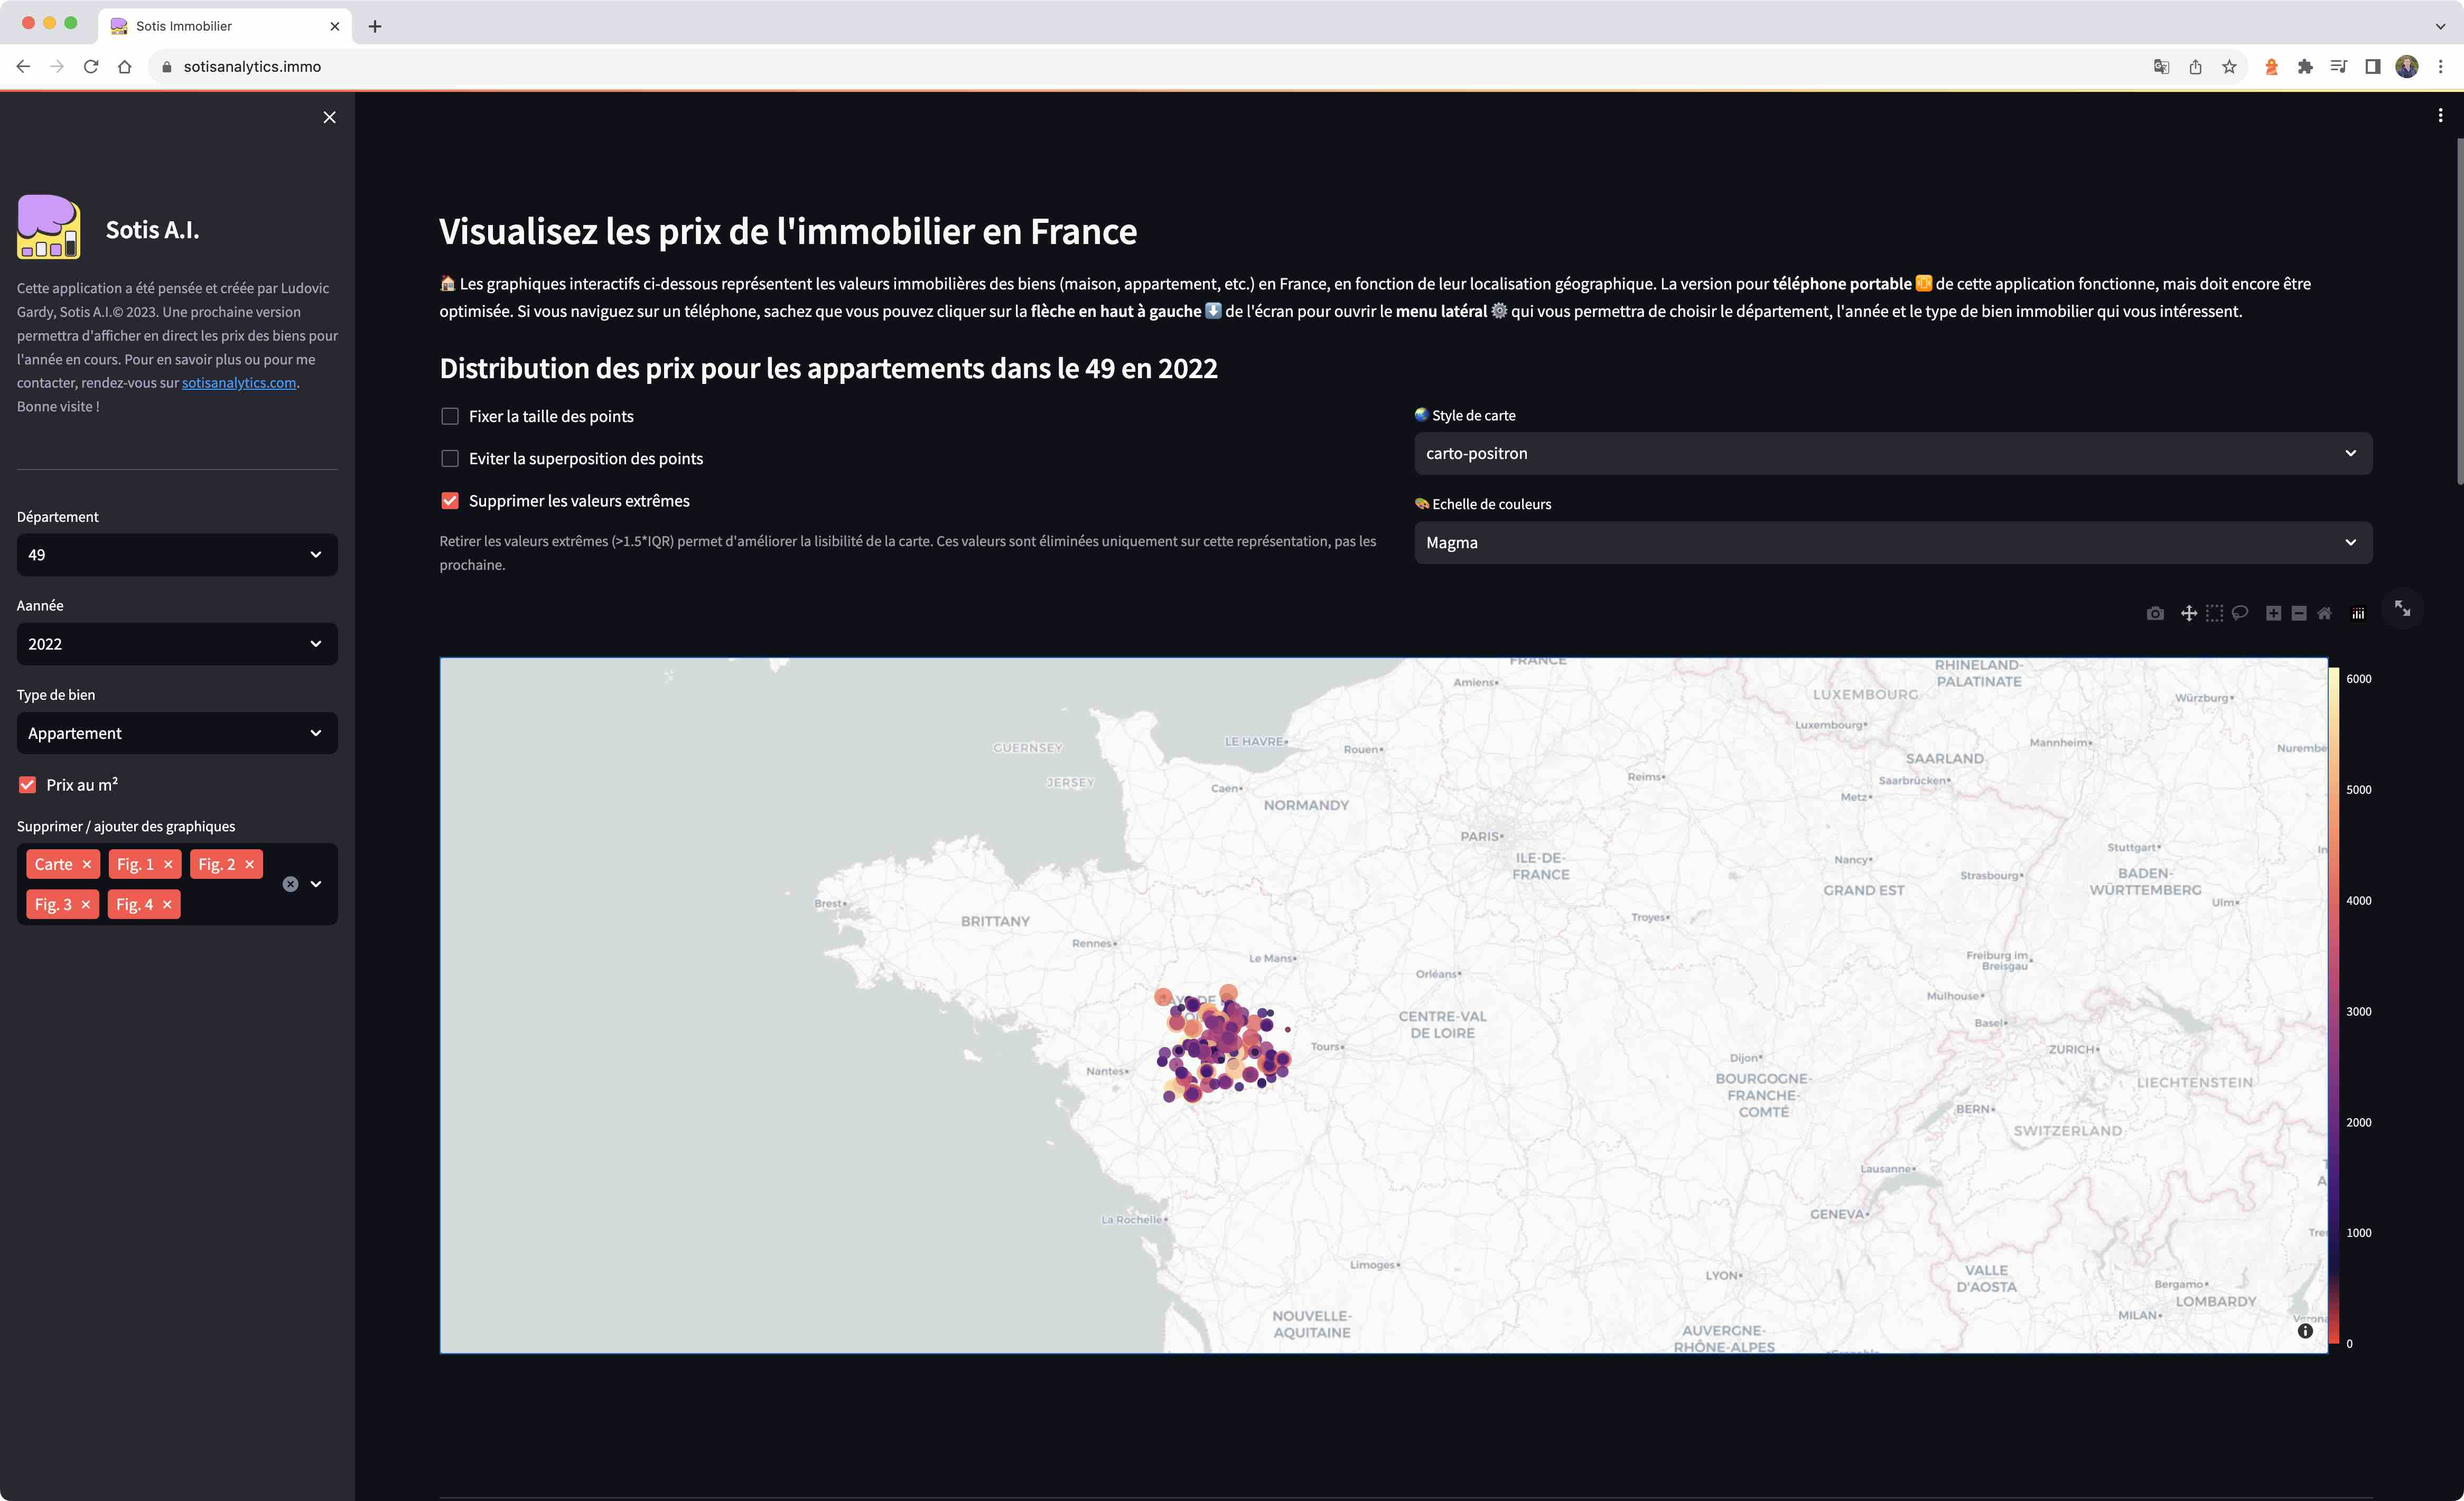 Sotis Immobilier
sotisanalytics.immo
Sotis A.I.
Cette application a été pensée et créée par Ludovic
Gardy, Sotis A.I.© 2023. Une prochaine version
permettra d'afficher en direct les prix des biens pour
l'année en cours. Pour en savoir plus ou pour me
contacter, rendez-vous sur sotisanalytics.com.
Bonne visite !
Département
49
Aannée
2022
Type de bien
Appartement
Prix au m²
Supprimer / ajouter des graphiques
Carte
Fig. 1
Fig. 2
Fig. 3
Fig. 4
Visualisez les prix de l'immobilier en France
🏠 Les graphiques interactifs ci-dessous représentent les valeurs immobilières des biens (maison, appartement, etc.) en France, en fonction de leur localisation géographique. La version pour téléphone portable 📴 de cette application fonctionne, mais doit encore être
optimisée. Si vous naviguez sur un téléphone, sachez que vous pouvez cliquer sur la flèche en haut à gauche ⬇️ de l'écran pour ouvrir le menu latéral ⚙️ qui vous permettra de choisir le département, l'année et le type de bien immobilier qui vous intéressent.
Distribution des prix pour les appartements dans le 49 en 2022
Fixer la taille des points
Eviter la superposition des points
Supprimer les valeurs extrêmes
Retirer les valeurs extrêmes (>1.5*IQR) permet d'améliorer la lisibilité de la carte. Ces valeurs sont éliminées uniquement sur cette représentation, pas les
prochaine.
🌏 Style de carte
carto-positron
🎨 Echelle de couleurs
Magma
FRANCE
Amiens
RHINELAND-
PALATINATE
LUXEMBOURG
Würzburg
Luxembourg
GUERNSEY
LE HAVRE
Rouen
Mannheim
Nurembe
SAARLAND
Saarbrücken
JERSEY
Caen
Reims
Metz
NORMANDY
PARIS
Stuttgart
ILE-DE-
FRANCE
Nancy
Strasbourg
BADEN-
WÜRTTEMBERG
GRAND EST
Ulm
Brest
BRITTANY
Troyes
Rennes
Le Mans
Orléans
Freiburg im
Breisgau
Mulhouse
CENTRE-VAL
DE LOIRE
Basel
Tours
ZURICH
Nantes
Dijon
BOURGOGNE-
FRANCHE-
COMTÉ
LIECHTENSTEIN
BERN
SWITZERLAND
Lausanne
La Rochelle
GENEVA
Limoges
LYON
VALLE
D'AOSTA
Bergamo
LOMBARDY
MILAN
Verona
NOUVELLE-
AQUITAINE
AUVERGNE-
RHÔNE-ALPES
6000
5000
4000
3000
2000
1000
0